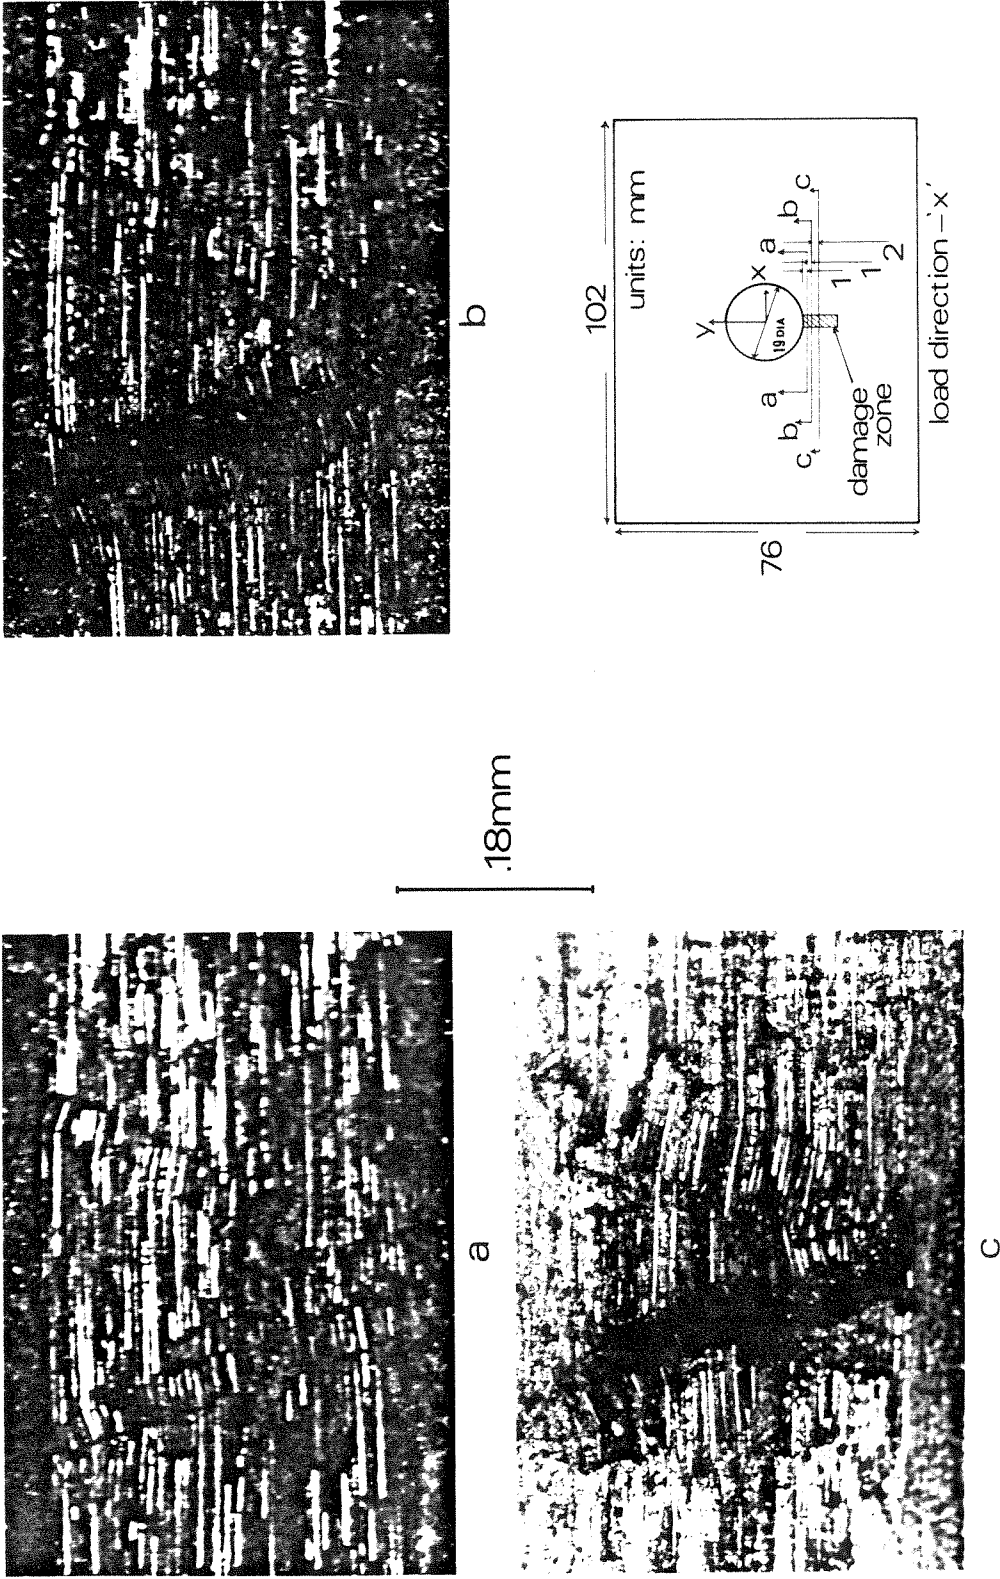 b
a
.18mm
c
102
76
units: mm
y
x
19 DIA
a
b
c
a
b
c
1
1
2
damage
zone
load direction –'x'